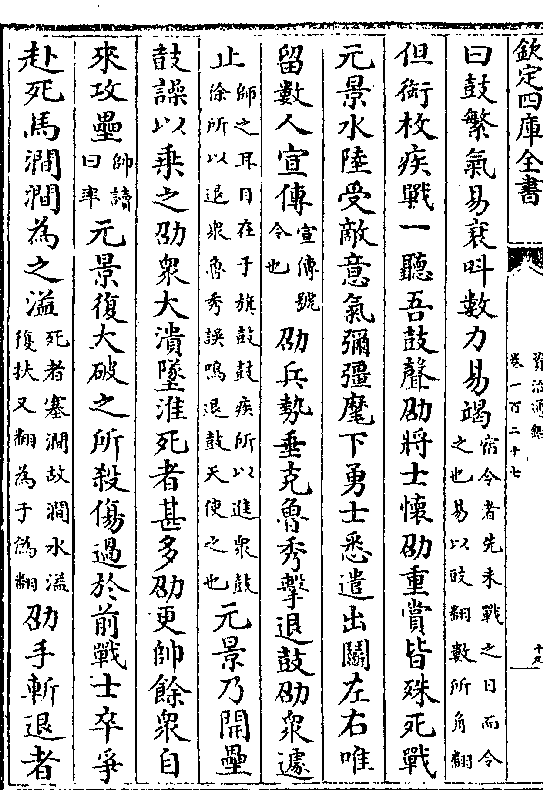 欽定四庫全書
資治通鑑
卷一百二十七
十九
曰鼓繁氣易衰叫數力易竭宿令者先未戰之日而令之也易以豉翻數所角翻
但銜枚疾戰一聽吾鼓聲劭將士懷劭重賞皆殊死戰
元景水陸受敵意氣彌彊麾下勇士悉遣出鬬左右唯
留數人宣傳宣傳號令也劭兵勢垂克魯秀擊退鼓劭衆遽
止師之耳目在于旗鼓鼓疾所以進衆鼓徐所以退衆魯秀誤鳴退鼓天使之也元景乃開壘
鼓譟以乗之劭衆大潰墜淮死者甚多劭更帥餘衆自
來攻壘帥讀曰率元景復大破之所殺傷過於前戰士卒爭
赴死馬澗澗為之溢死者塞澗故澗水溢復扶又翻為于偽翻劭手斬退者